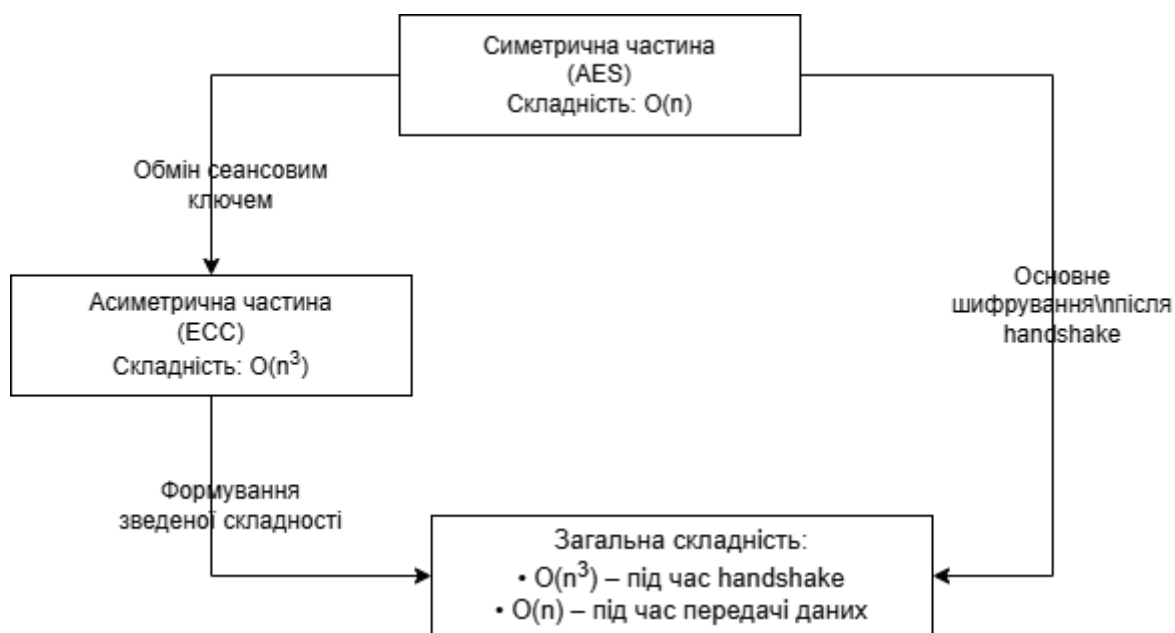 Симетрична частина
(AES)
Складність: O(n)
Обмін сеансовим
ключем
Асиметрична частина
(ECC)
Складність: O(n³)
Основне
шифрування\nпісля
handshake
Формування
зведеної складності
Загальна складність:
• O(n³) – під час handshake
• O(n) – під час передачі даних